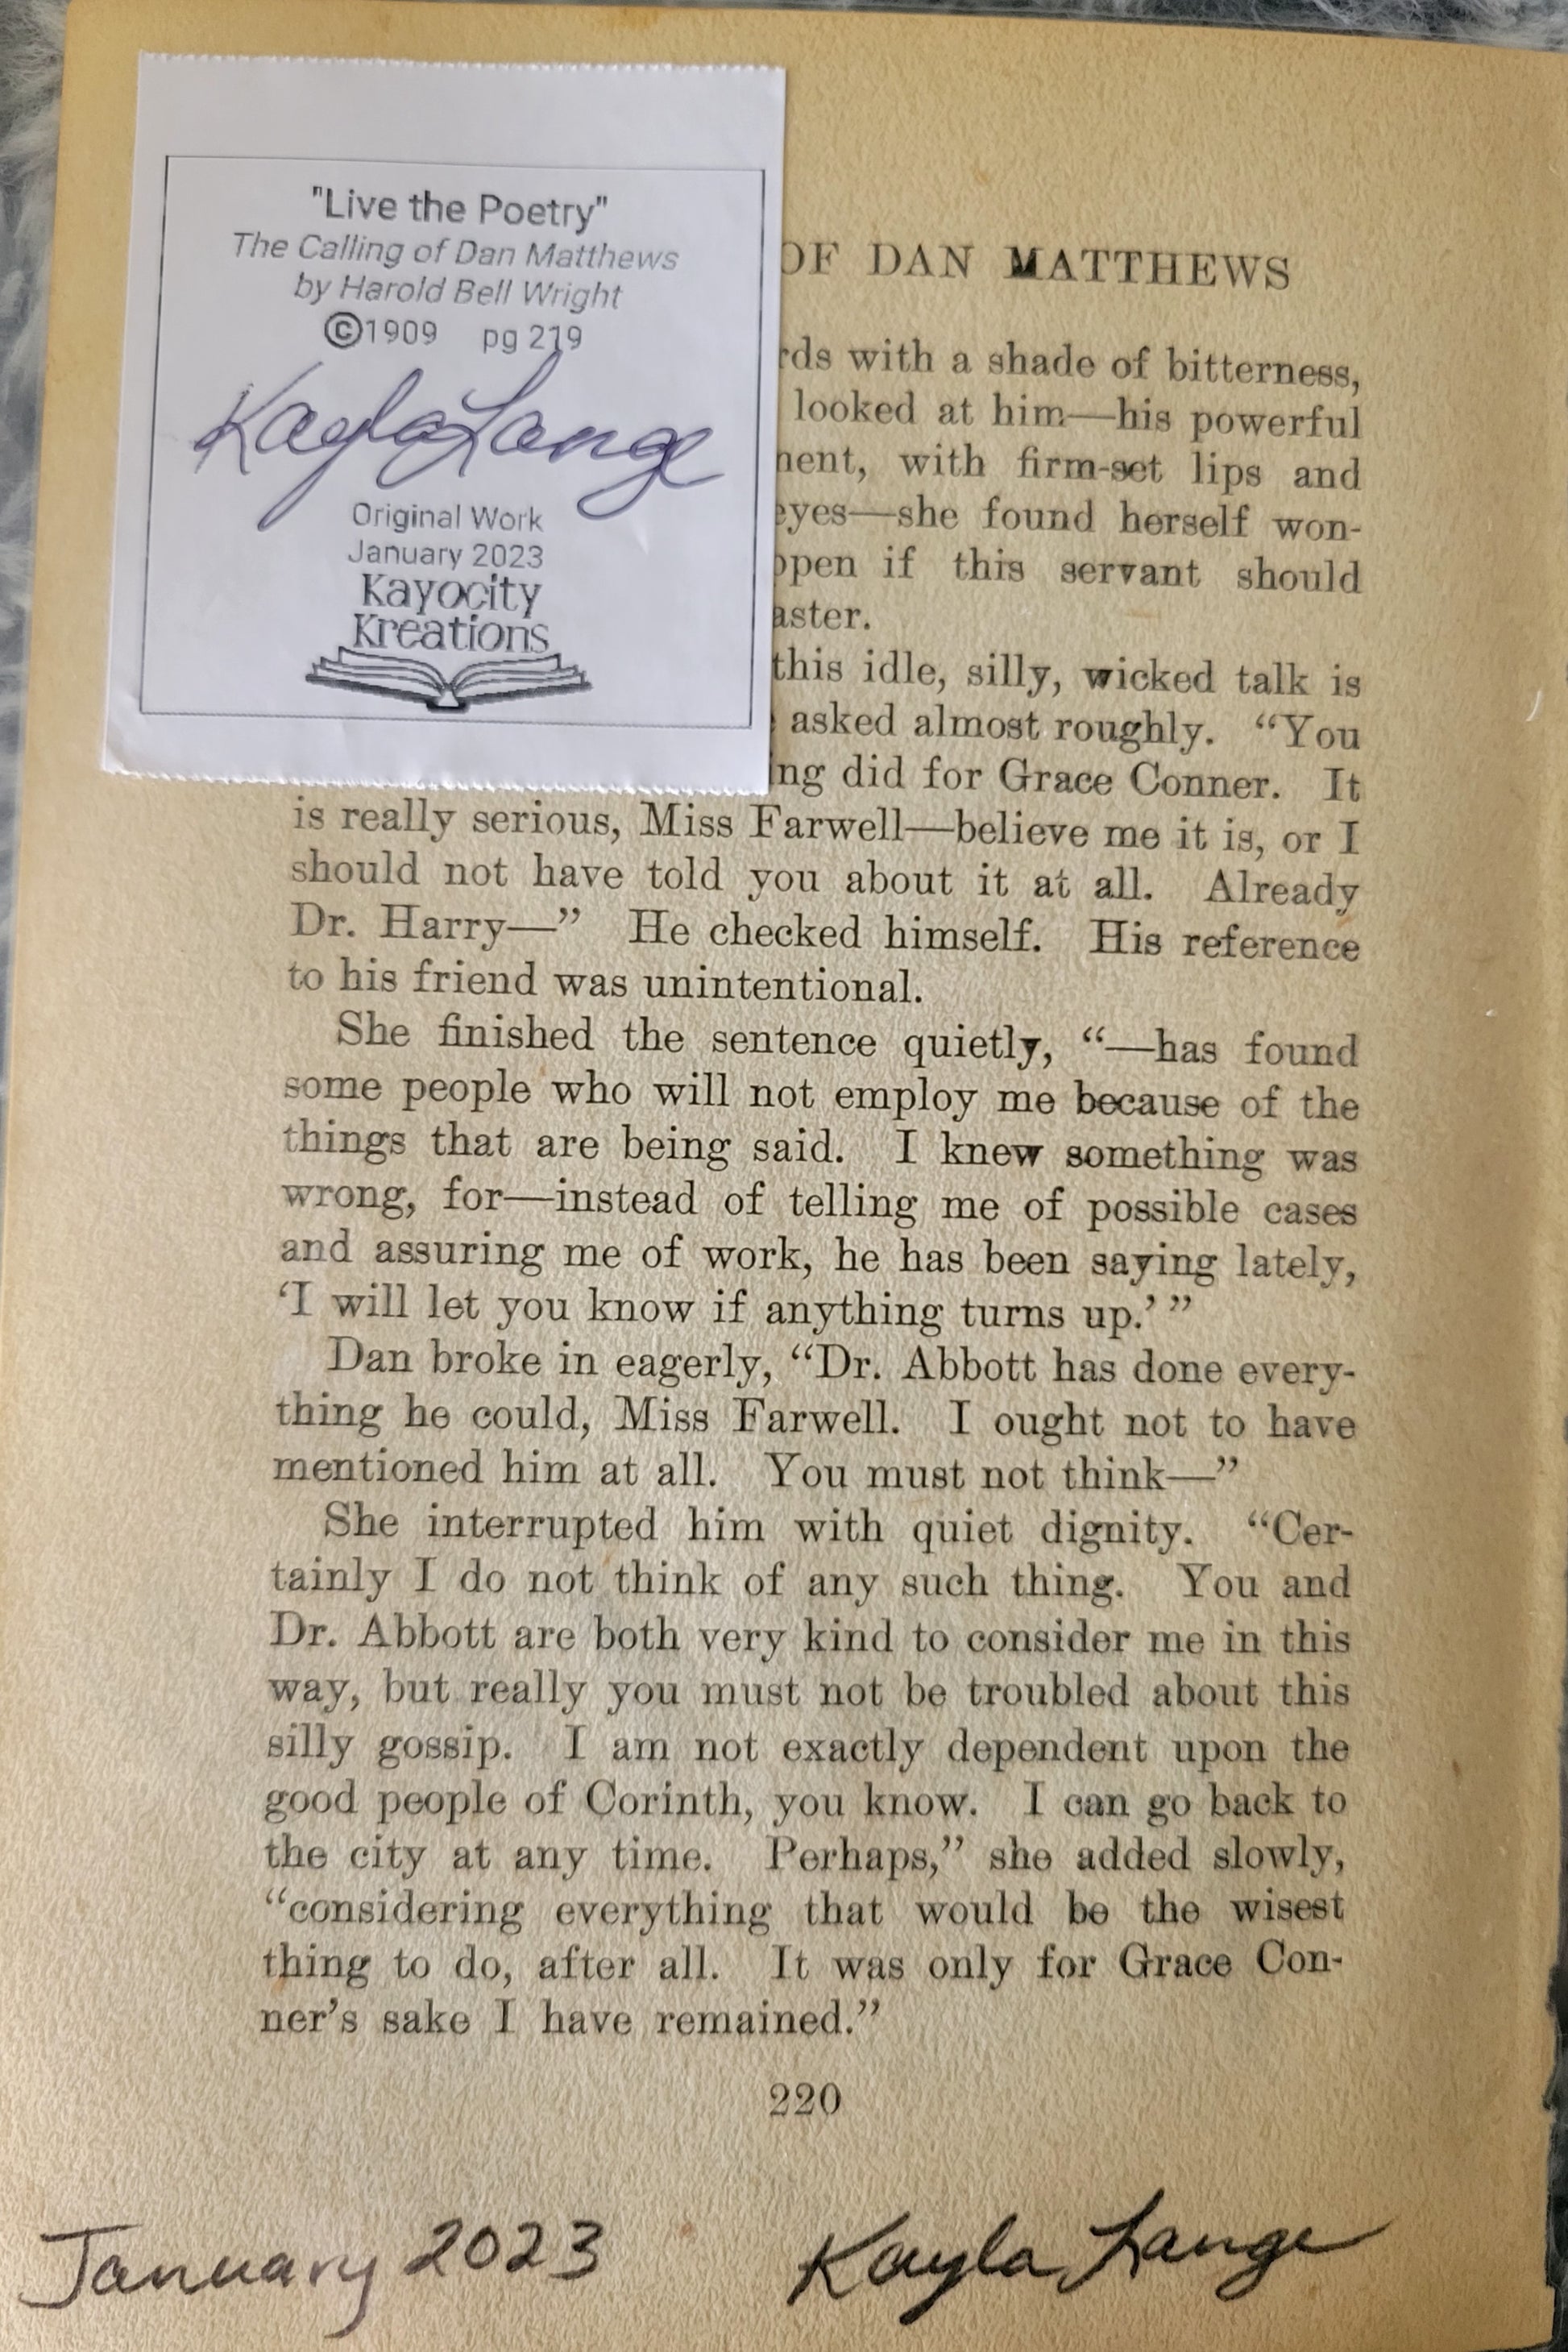 "Live the Poetry"
The Calling of Dan Matthews
by Harold Bell Wright
©1909 pg 219
Kayla Lange
Original Work
January 2023
Kayocity
Kreations
OF DAN MATTHEWS
with a shade of bitterness,
looked at him—his powerful
with firm-set lips and
eyes—she found herself won-
if this servant should
this idle, silly, wicked talk is
asked almost roughly. “You
did for Grace Conner. It
is really serious, Miss Farwell—believe me it is, or I
should not have told you about it at all. Already
Dr. Harry—” He checked himself. His reference
to his friend was unintentional.
She finished the sentence quietly, “—has found
some people who will not employ me because of the
things that are being said. I knew something was
wrong, for—instead of telling me of possible cases
and assuring me of work, he has been saying lately,
‘I will let you know if anything turns up.’ ”
Dan broke in eagerly, “Dr. Abbott has done every-
thing he could, Miss Farwell. I ought not to have
mentioned him at all. You must not think—”
She interrupted him with quiet dignity. “Cer-
tainly I do not think of any such thing. You and
Dr. Abbott are both very kind to consider me in this
way, but really you must not be troubled about this
silly gossip. I am not exactly dependent upon the
good people of Corinth, you know. I can go back to
the city at any time. Perhaps,” she added slowly,
“considering everything that would be the wisest
thing to do, after all. It was only for Grace Con-
ner’s sake I have remained.”
220
January 2023 Kayla Lange